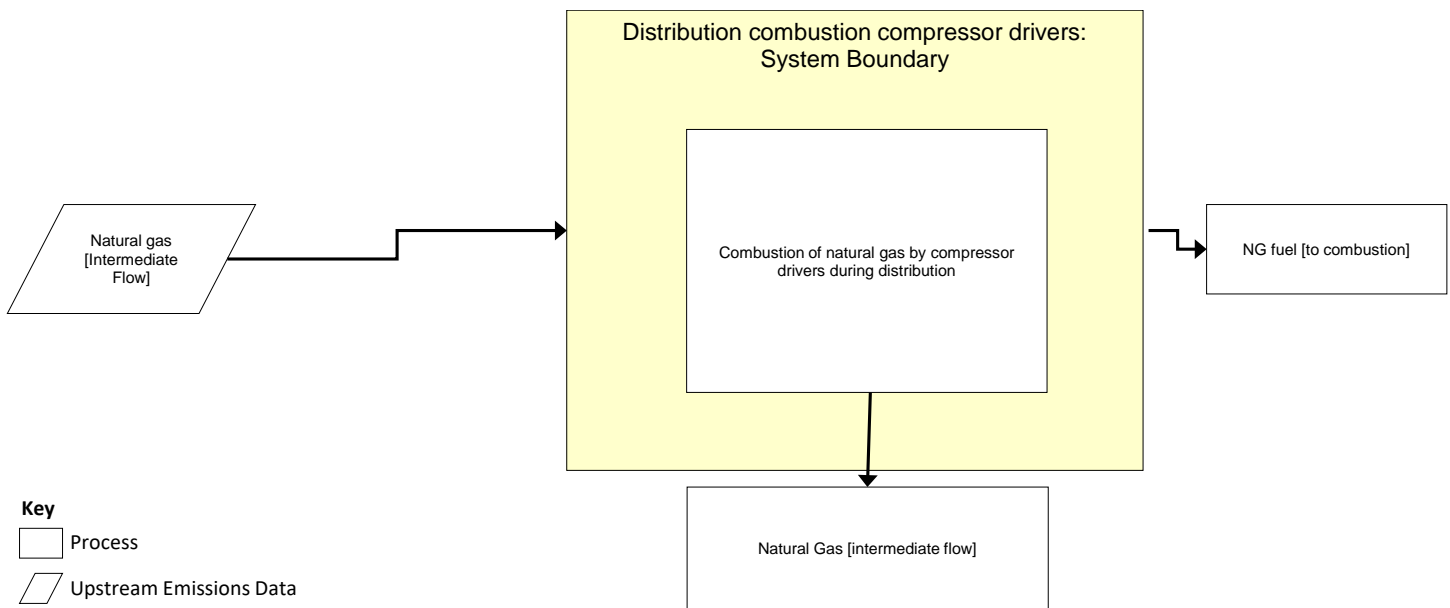 Distribution combustion compressor drivers:
System Boundary
Natural gas
[Intermediate
Flow]
Combustion of natural gas by compressor
drivers during distribution
NG fuel [to combustion]
Natural Gas [intermediate flow]
Key
Process
Upstream Emissions Data